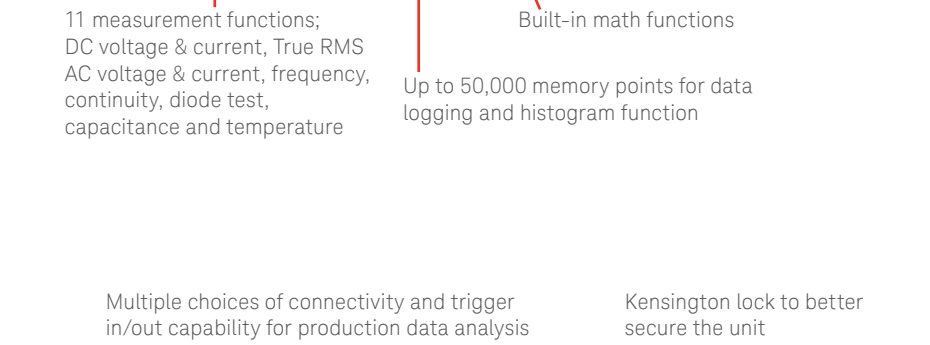 11 measurement functions;
DC voltage & current, True RMS
AC voltage & current, frequency,
continuity, diode test,
capacitance and temperature
Built-in math functions
Up to 50,000 memory points for data
logging and histogram function
Multiple choices of connectivity and trigger
in/out capability for production data analysis
Kensington lock to better
secure the unit